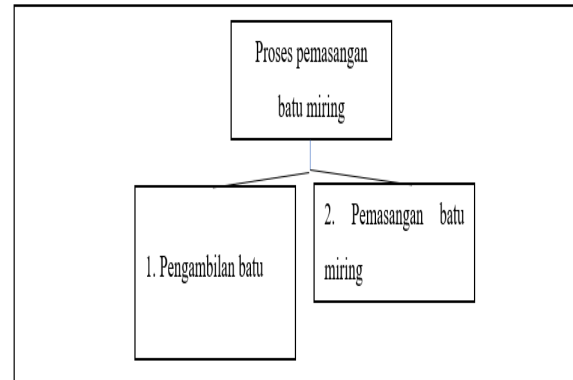 Proses pemasangan
batu miring
1. Pengambilan batu
2. Pemasangan batu
miring